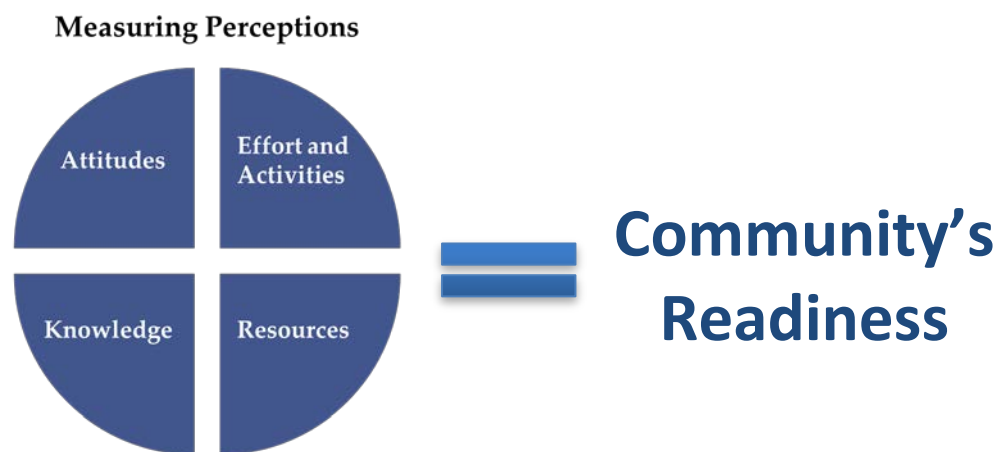 Measuring Perceptions
Attitudes
Effort and
Activities
Knowledge
Resources
Community’s
Readiness